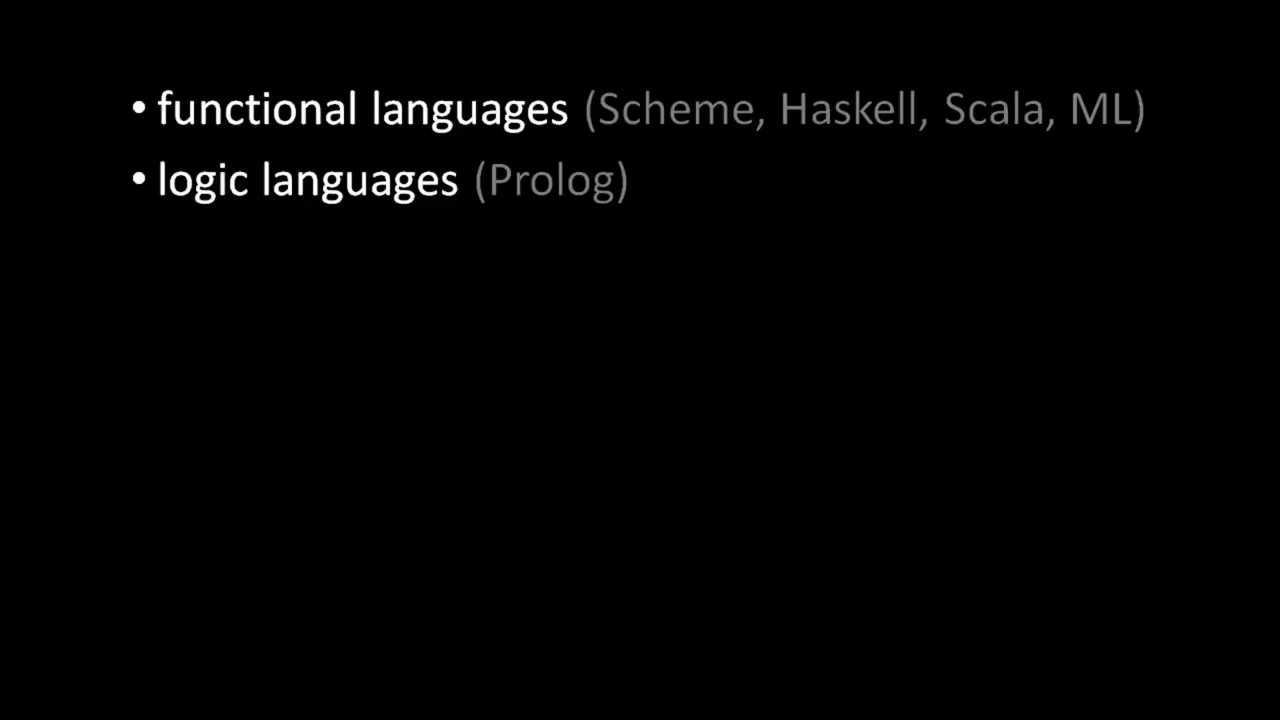 • functional languages (Scheme, Haskell, Scala, ML)
• logic languages (Prolog)